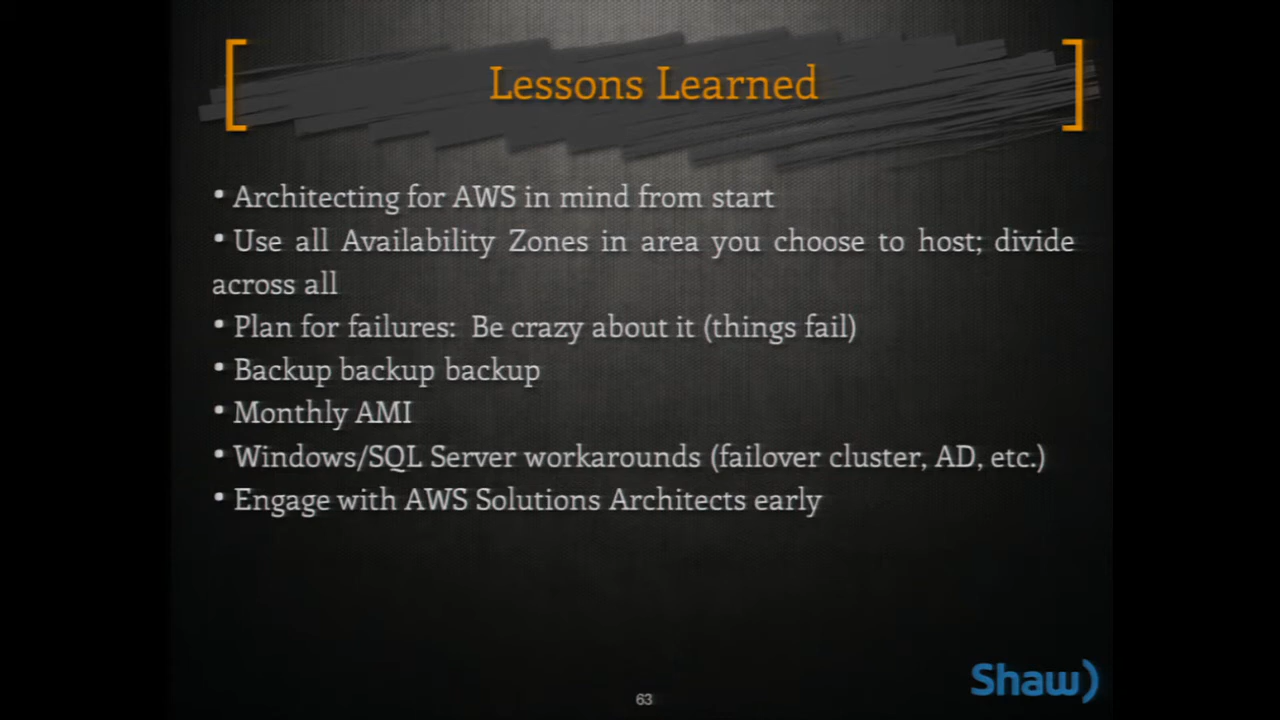 Lessons Learned
• Architecting for AWS in mind from start
• Use all Availability Zones in area you choose to host; divide
across all
• Plan for failures:  Be crazy about it (things fail)
• Backup backup backup
• Monthly AMI
• Windows/SQL Server workarounds (failover cluster, AD, etc.)
• Engage with AWS Solutions Architects early
Shaw)
63